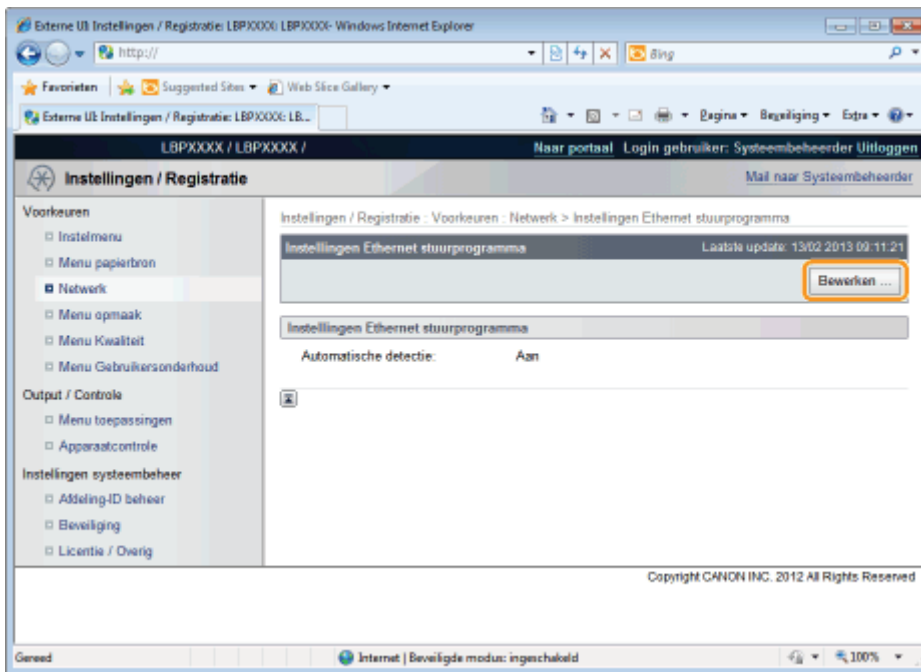 Externe UI: Instellingen / Registratie: LBPXXXX: LBPXXXX- Windows Internet Explorer
http://
Bing
Favorieten Suggested Sites Web Slice Gallery
Externe UI: Instellingen / Registratie: LBPXXXX: LB...
Pagina Beveiliging Extra
LBPXXXX / LBPXXXX /
Naar portaal Login gebruiker: Systeembeheerder Uitloggen
Instellingen / Registratie
Mail naar Systeembeheerder
Voorkeuren
Instelmenu
Menu papierbron
Netwerk
Menu opmaak
Menu Kwaliteit
Menu Gebruikersonderhoud
Output / Controle
Menu toepassingen
Apparaatcontrole
Instellingen systeembeheer
Afdeling-ID beheer
Beveiliging
Licentie / Overig
Instellingen / Registratie : Voorkeuren : Netwerk > Instellingen Ethernet stuurprogramma
Instellingen Ethernet stuurprogramma
Laatste update: 13/02 2013 09:11:21
Bewerken ...
Instellingen Ethernet stuurprogramma
Automatische detectie: Aan
Copyright CANON INC. 2012 All Rights Reserved
Gereed
Internet | Beveiligde modus: ingeschakeld
100%